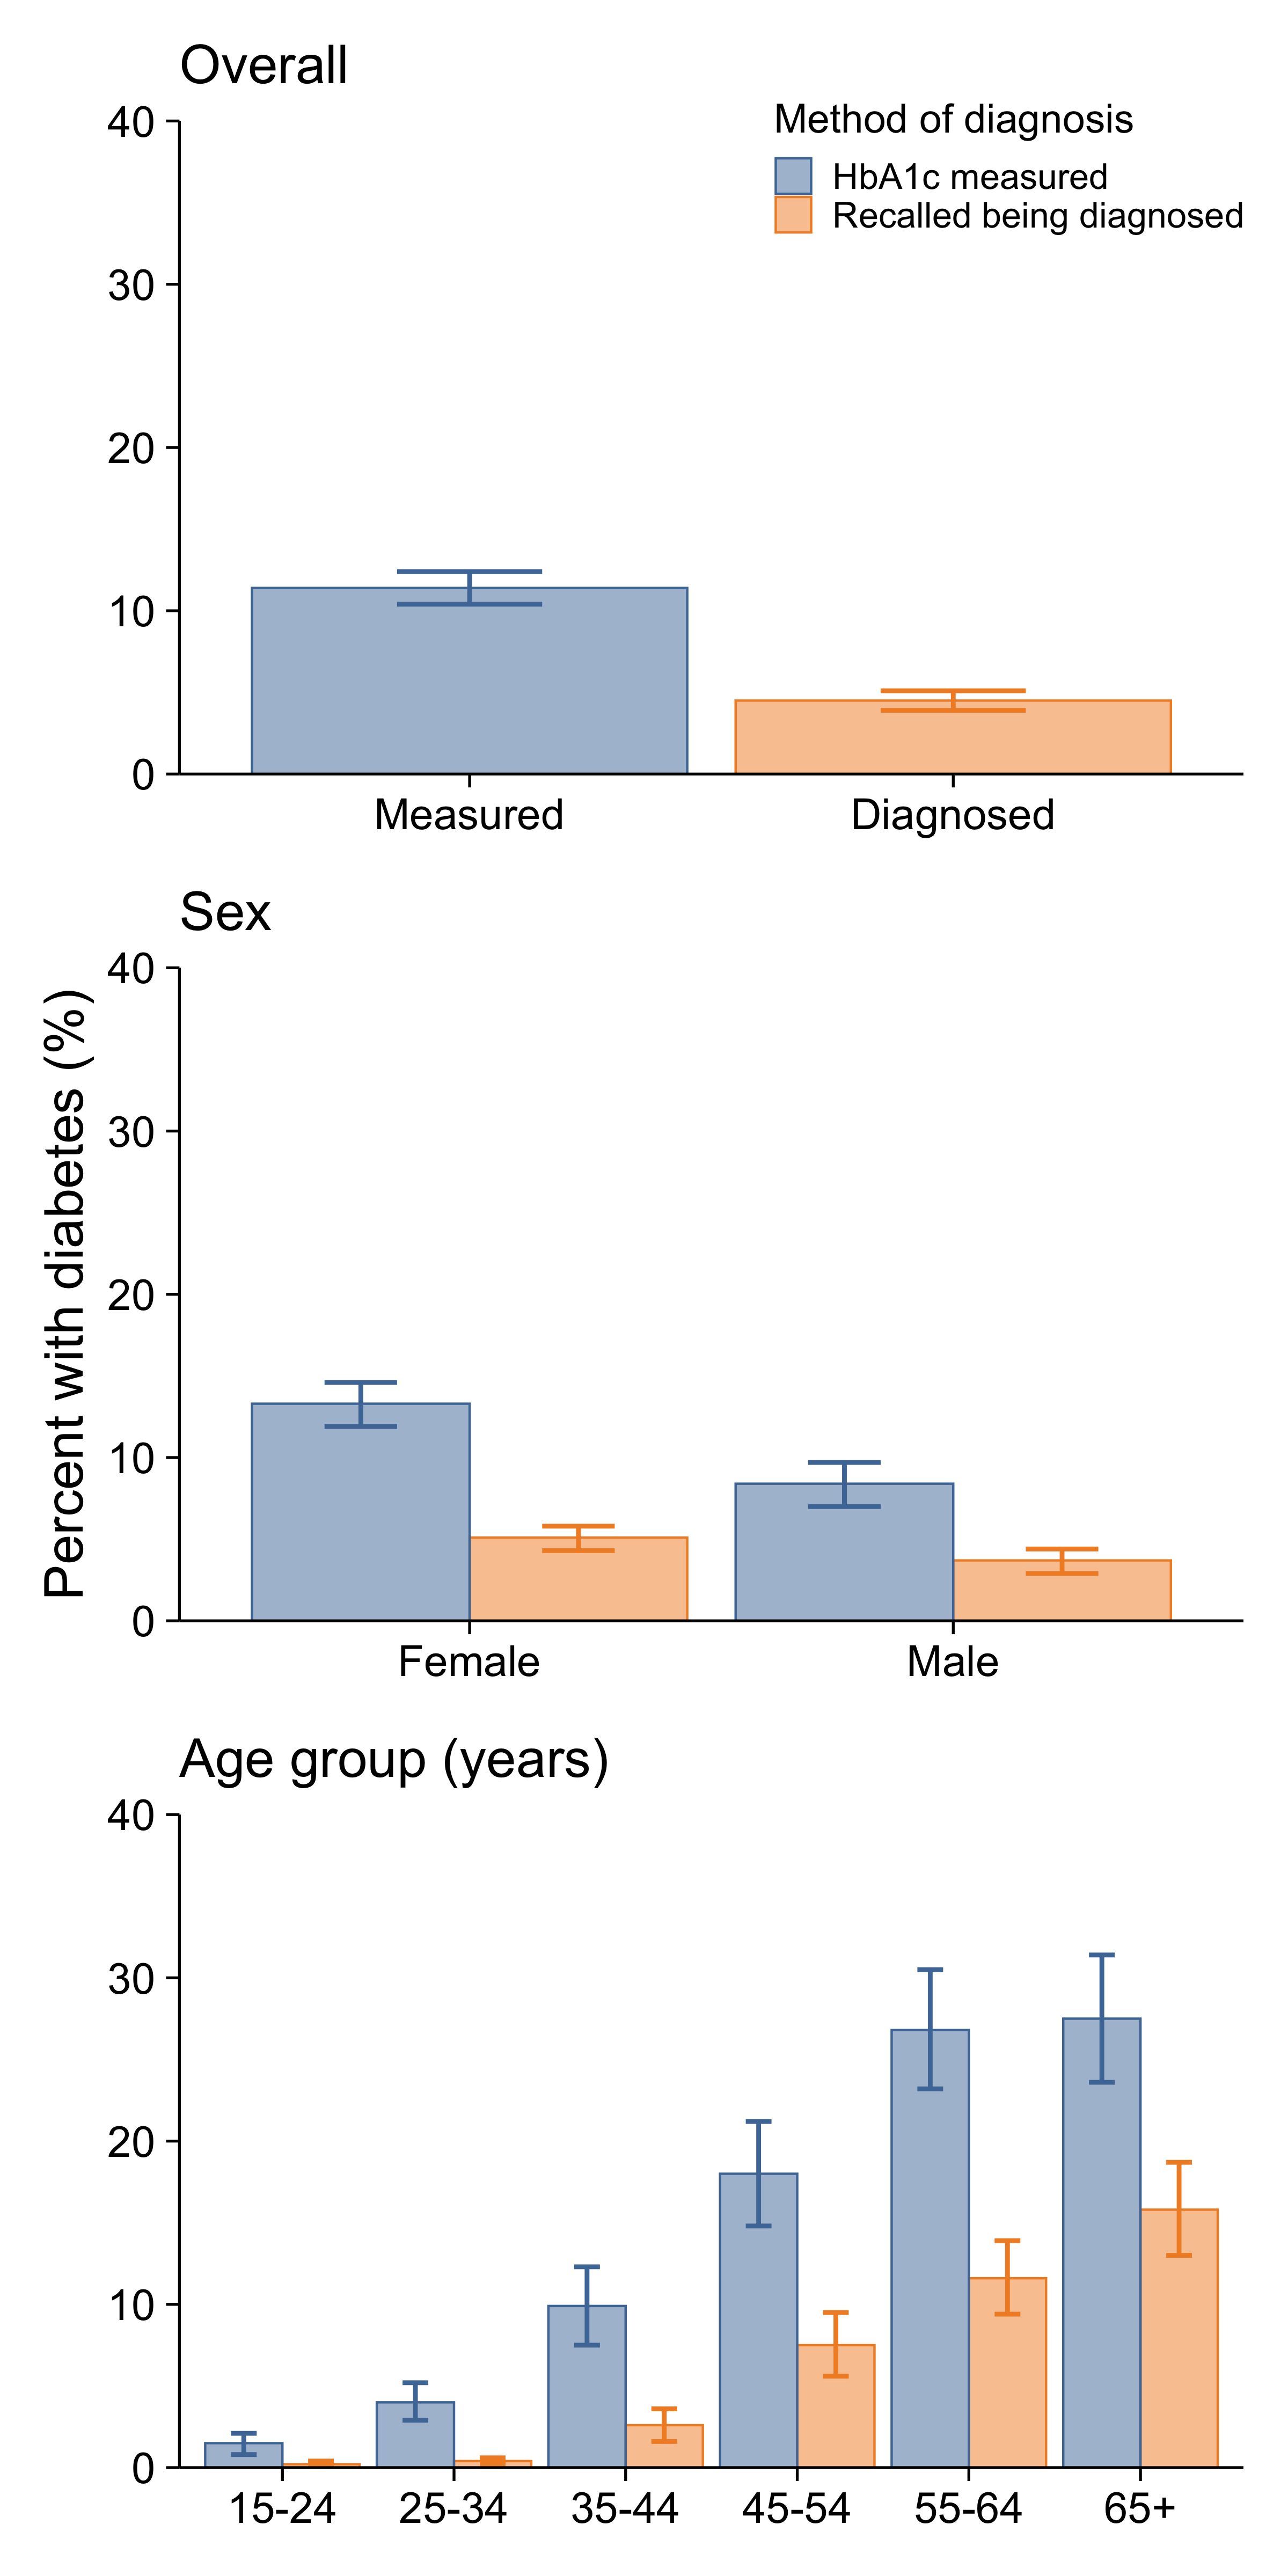 Overall
Method of diagnosis
HbA1c measured
Recalled being diagnosed
40
30
20
10
0
Measured Diagnosed
Percent with diabetes (%)
Sex
40
30
20
10
0
Female Male
Age group (years)
40
30
20
10
0
15-24 25-34 35-44 45-54 55-64 65+